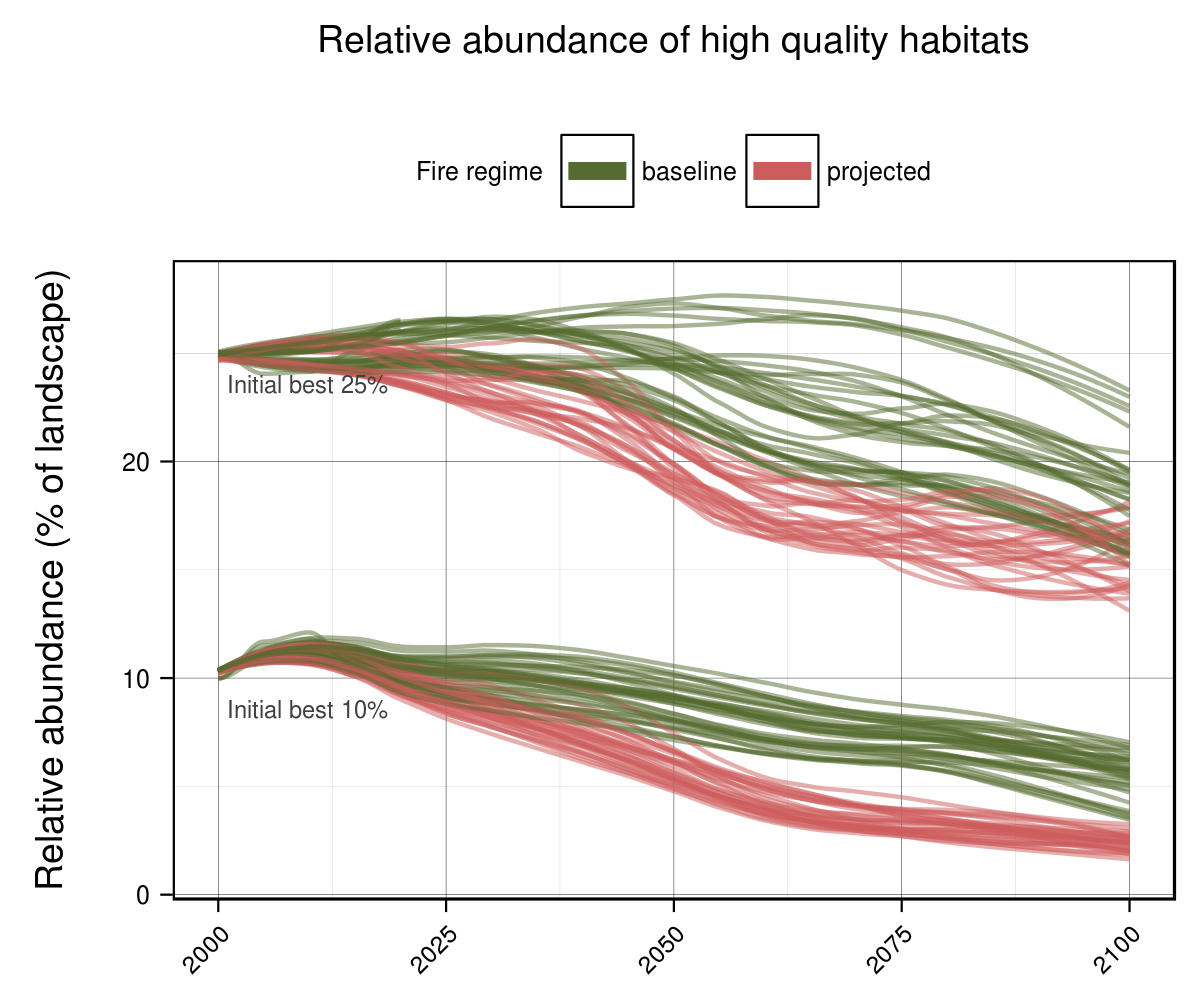 Relative abundance of high quality habitats
Fire regime baseline projected
Relative abundance (% of landscape)
Initial best 25%
20
10
Initial best 10%
0
2000 2025 2050 2075 2100